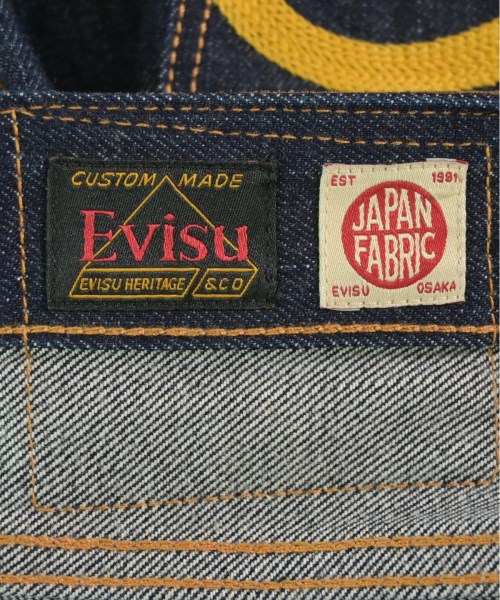 CUSTOM MADE
Evisu
EVISU HERITAGE & CO
EST 1991
JAPAN
FABRIC
EVISU OSAKA